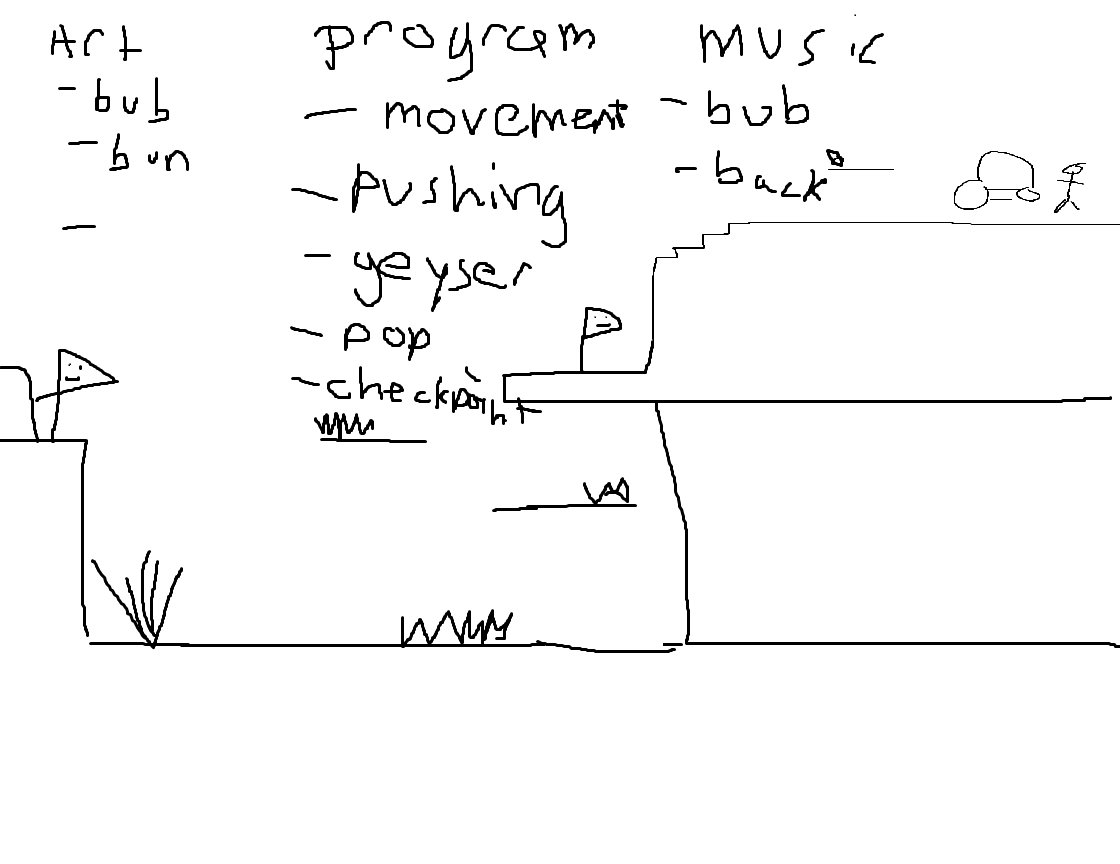 Art
- bub
- bun
-
program
- movement
- pushing
- geyser
- pop
- checkpoint
music
- bub
- back